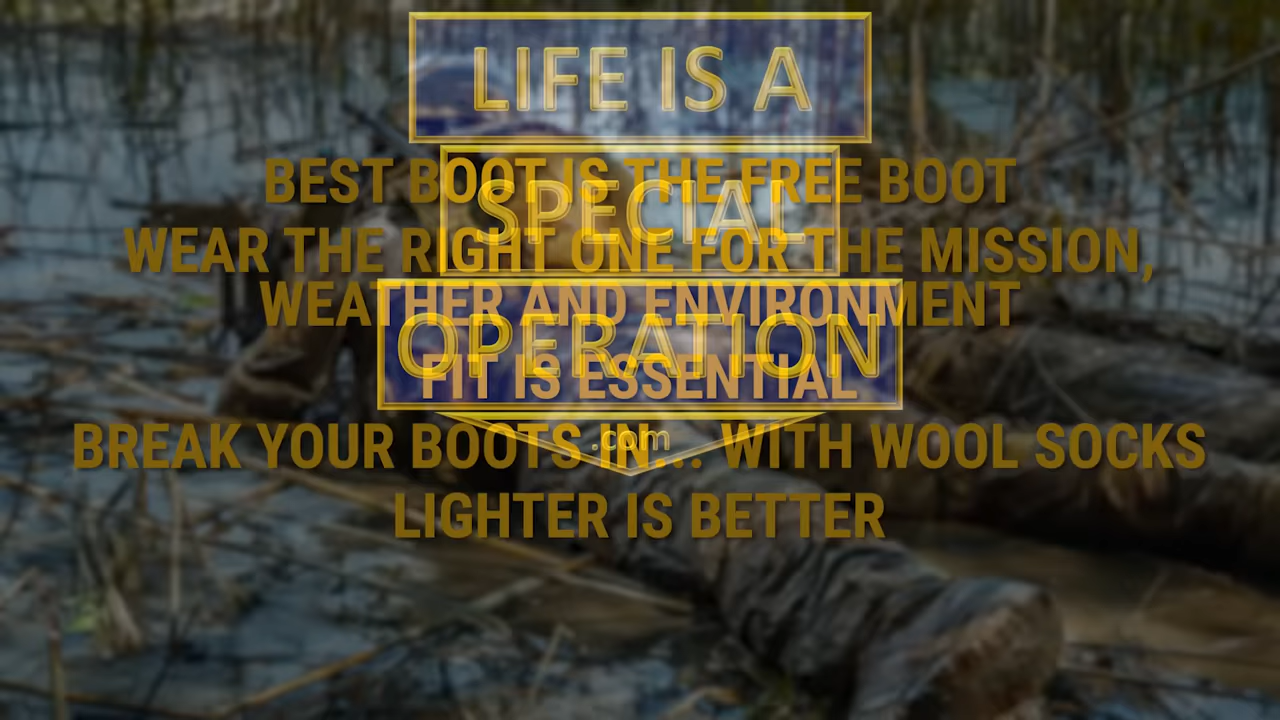 LIFE IS A
SPECIAL
OPERATION
.com
BEST BOOT IS THE FREE BOOT
WEAR THE RIGHT ONE FOR THE MISSION,
WEATHER AND ENVIRONMENT
FIT IS ESSENTIAL
BREAK YOUR BOOTS IN... WITH WOOL SOCKS
LIGHTER IS BETTER